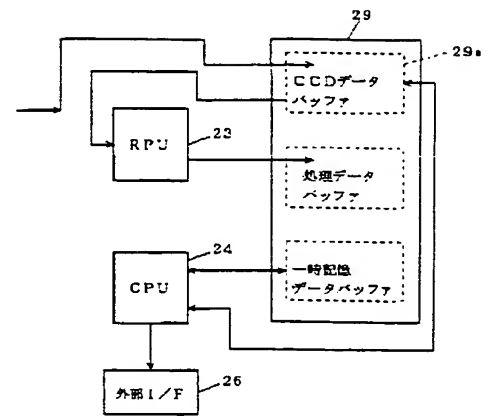 29
29a
CCDデータ
バッファ
RPU
23
処理データ
バッファ
24
CPU
一時記憶
データバッファ
外部I/F
26